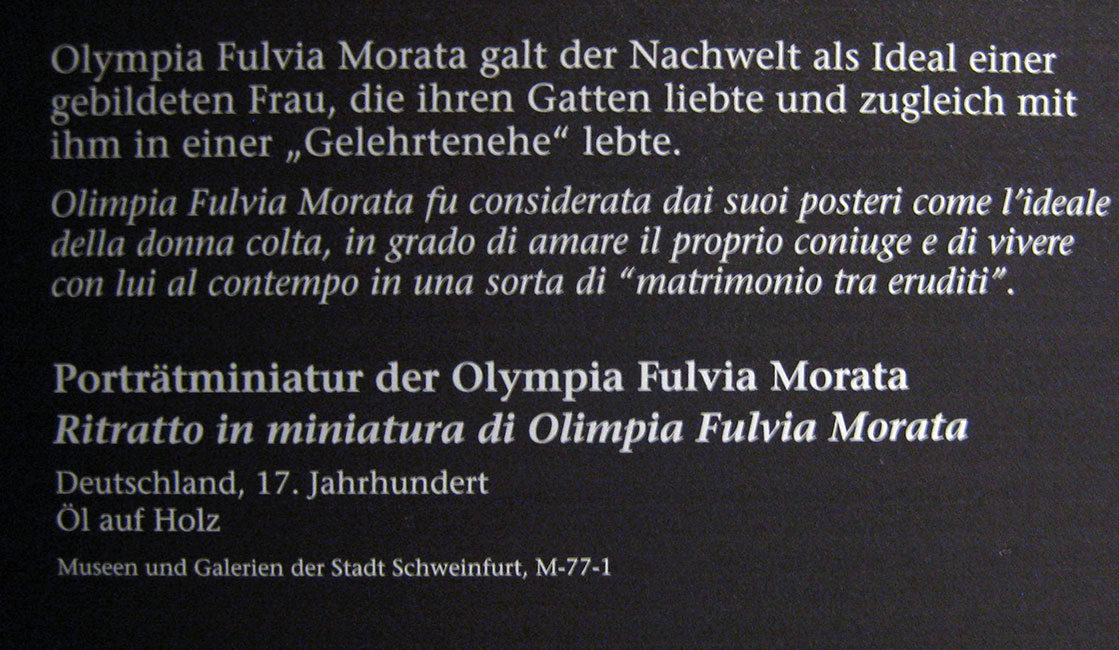 Olympia Fulvia Morata galt der Nachwelt als Ideal einer
gebildeten Frau, die ihren Gatten liebte und zugleich mit
ihm in einer „Gelehrtenehe“ lebte.
Olimpia Fulvia Morata fu considerata dai suoi posteri come l’ideale
della donna colta, in grado di amare il proprio coniuge e di vivere
con lui al contempo in una sorta di “matrimonio tra eruditi”.
Porträtminiatur der Olympia Fulvia Morata
Ritratto in miniatura di Olimpia Fulvia Morata
Deutschland, 17. Jahrhundert
Öl auf Holz
Museen und Galerien der Stadt Schweinfurt, M-77-1